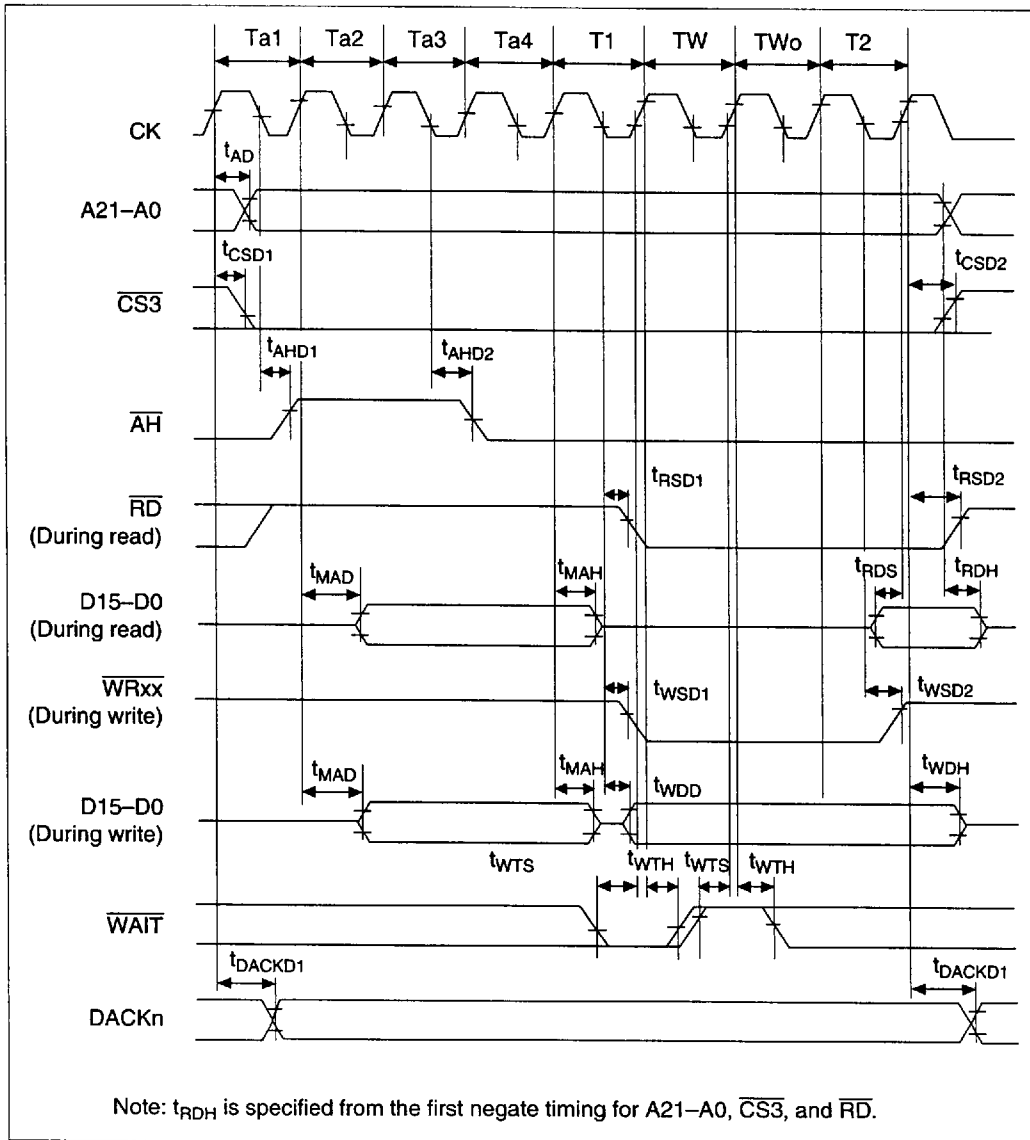 Ta1 Ta2 Ta3 Ta4 T1 TW TWo T2
CK
tAD
A21–A0
tCSD1 tCSD2
CS3
tAHD1 tAHD2
AH
tRSD1 tRSD2
RD
(During read)
tMAD tMAH tRDS tRDH
D15–D0
(During read)
WRxx
(During write)
tWSD1 tWSD2
tMAD tMAH tWDD tWDH
D15–D0
(During write)
tWTS tWTH tWTS tWTH
WAIT
tDACKD1 tDACKD1
DACKn
Note: tRDH is specified from the first negate timing for A21–A0, CS3, and RD.